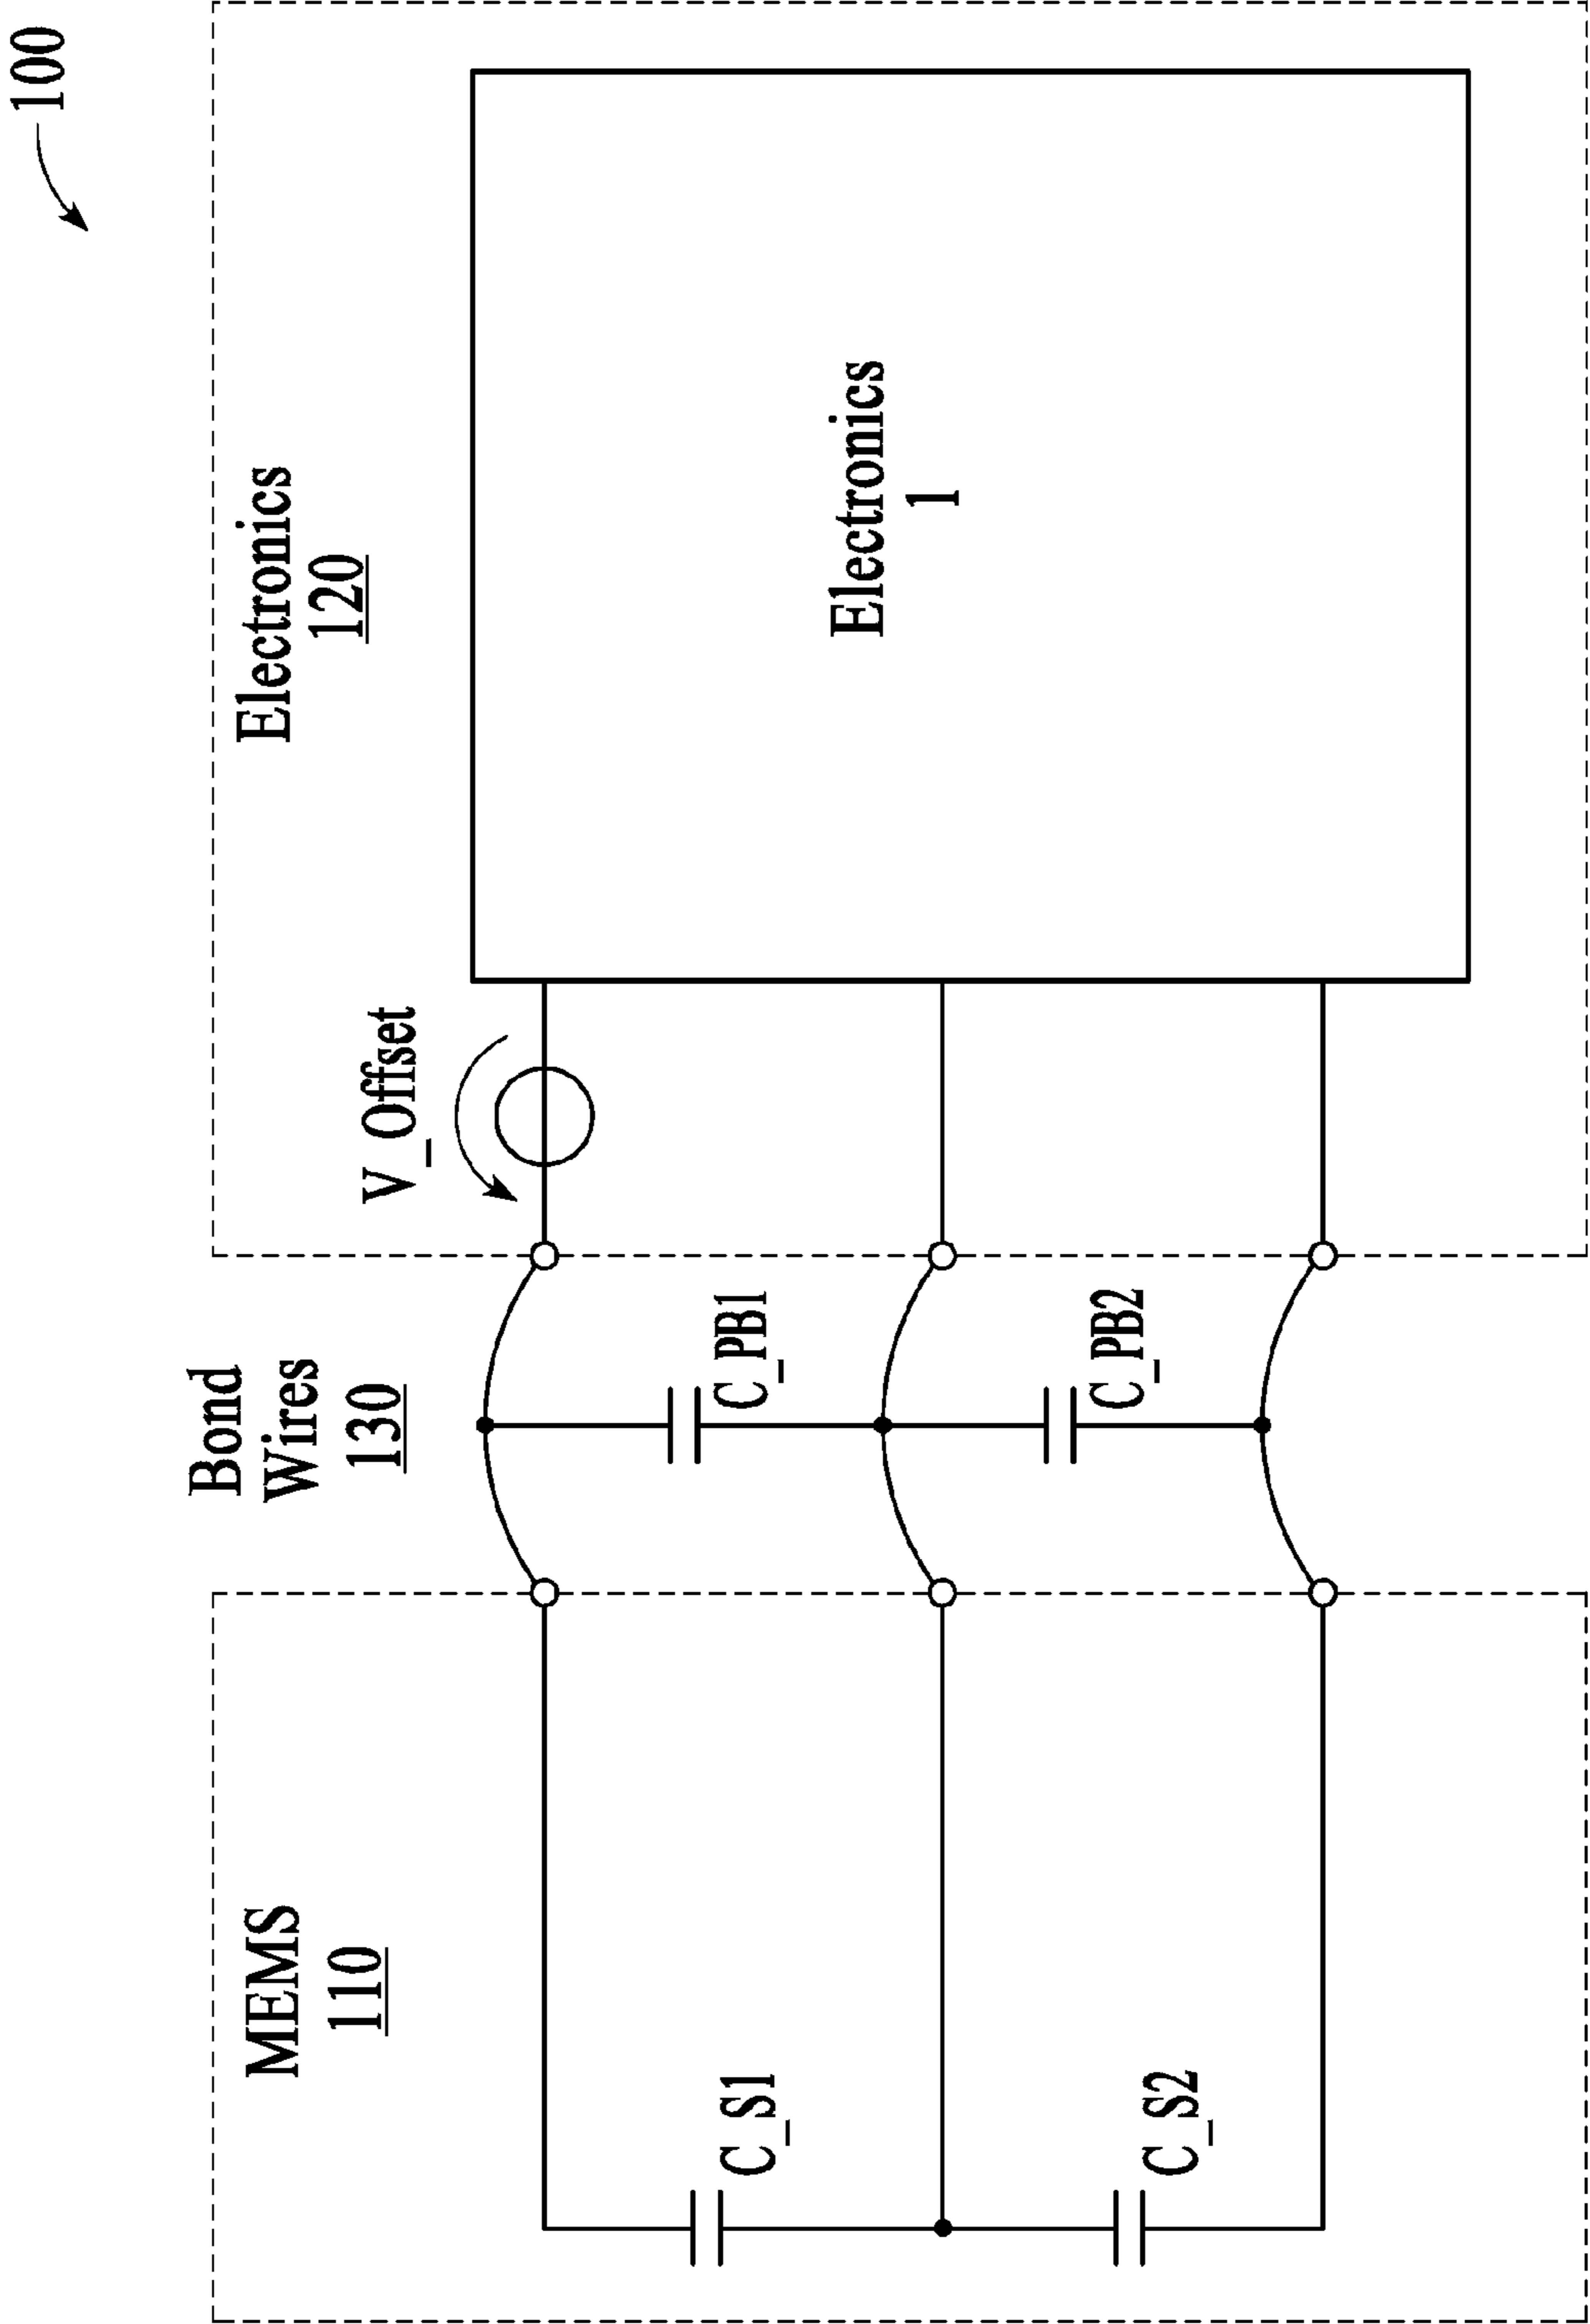 100
MEMS
110
Bond
Wires
130
Electronics
120
V_Offset
C_S1
C_PB1
Electronics
1
C_S2
C_PB2